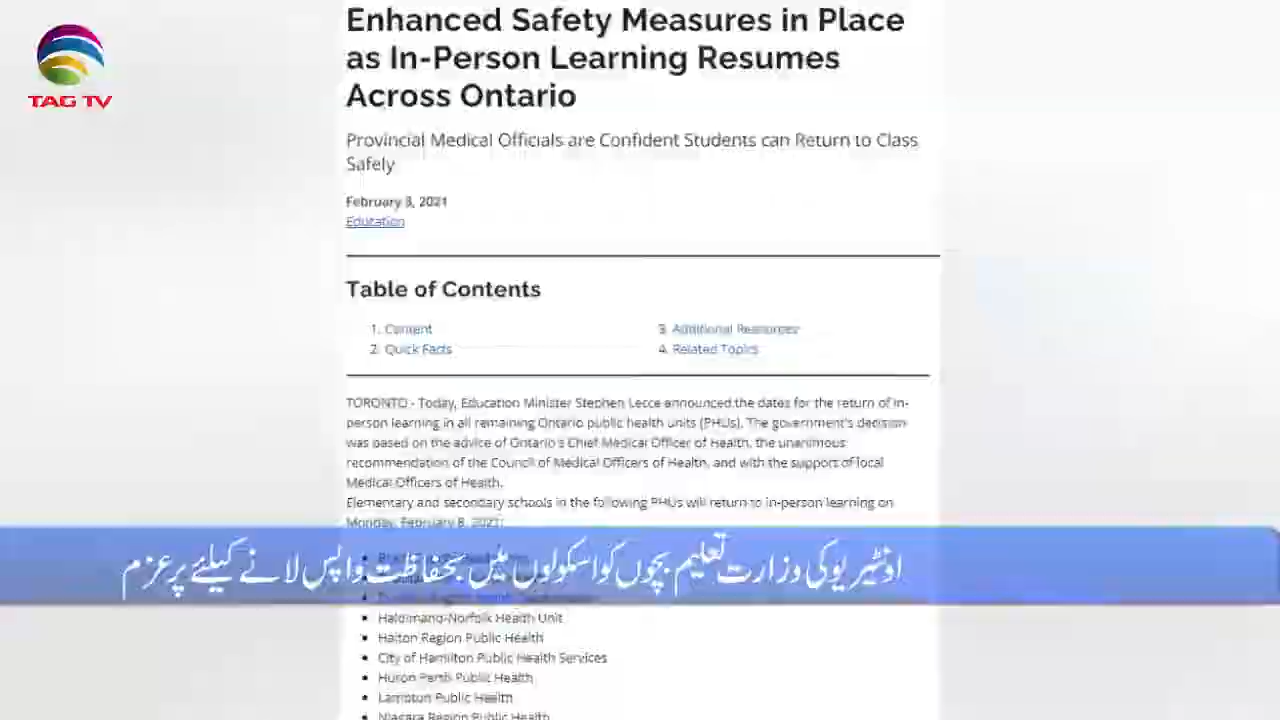 TAG TV
Enhanced Safety Measures in Place
as In-Person Learning Resumes
Across Ontario
Provincial Medical Officials are Confident Students can Return to Class
Safely
February 3, 2021
Education
Table of Contents
1. Content
2. Quick Facts
3. Additional Resources
4. Related Topics
TORONTO - Today, Education Minister Stephen Lecce announced the dates for the return of in-
person learning in all remaining Ontario public health units (PHUs). The government's decision
was based on the advice of Ontario's Chief Medical Officer of Health, the unanimous
recommendation of the Council of Medical Officers of Health, and with the support of local
Medical Officers of Health.
Elementary and secondary schools in the following PHUs will return to in-person learning on
Monday, February 8, 2021:
اونٹیریو کی وزارت تعلیم بچوں کو اسکولوں میں بحفاظت واپس لانے کیلئے پرعزم
Haldimand-Norfolk Health Unit
Halton Region Public Health
City of Hamilton Public Health Services
Huron Perth Public Health
Lambton Public Health
Niagara Region Public Health